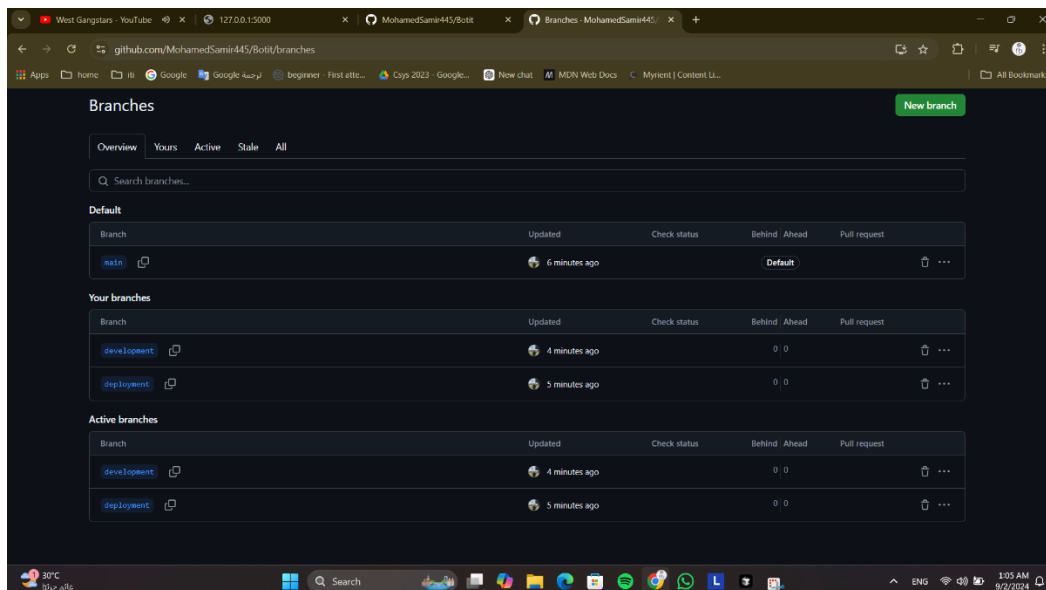 West Gangstars - YouTube
127.0.0.1:5000
MohamedSamir445/Botit
Branches - MohamedSamir445/
github.com/MohamedSamir445/Botit/branches
Apps home iti Google ترجمة Google beginner - First atte... Csys 2023 - Google... New chat MDN Web Docs Myrient | Content Li... All Bookmark
Branches
New branch
Overview Yours Active Stale All
Search branches...
Default
Branch Updated Check status Behind Ahead Pull request
main 6 minutes ago Default
Your branches
Branch Updated Check status Behind Ahead Pull request
development 4 minutes ago 0 0
deployment 5 minutes ago 0 0
Active branches
Branch Updated Check status Behind Ahead Pull request
development 4 minutes ago 0 0
deployment 5 minutes ago 0 0
1 30°C
غائم جزئيًا
Search
ENG
1:05 AM
9/2/2024